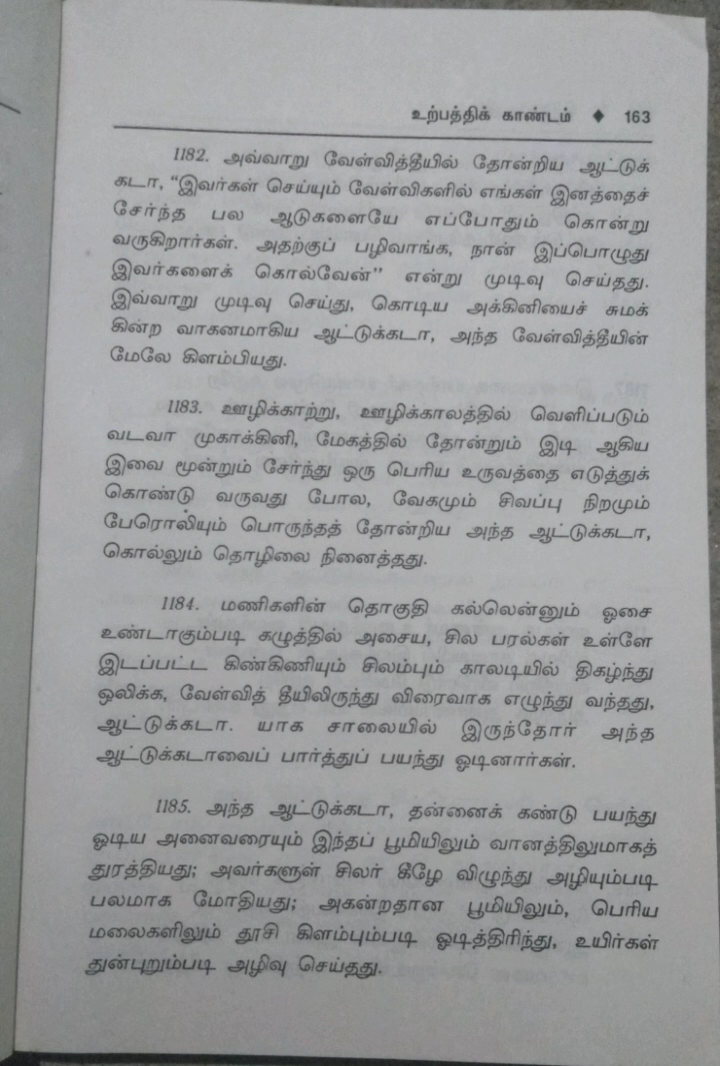 உற்பத்திக் காண்டம் ◆ 163
1182. அவ்வாறு வேள்வித்தீயில் தோன்றிய ஆட்டுக்
கடா, “இவர்கள் செய்யும் வேள்விகளில் எங்கள் இனத்தைச்
சேர்ந்த பல ஆடுகளையே எப்போதும் கொன்று
வருகிறார்கள். அதற்குப் பழிவாங்க, நான் இப்பொழுது
இவர்களைக் கொல்வேன்” என்று முடிவு செய்தது.
இவ்வாறு முடிவு செய்து, கொடிய அக்கினியைச் சுமக்
கின்ற வாகனமாகிய ஆட்டுக்கடா, அந்த வேள்வித்தீயின்
மேலே கிளம்பியது.
1183. ஊழிக்காற்று, ஊழிக்காலத்தில் வெளிப்படும்
வடவா முகாக்கினி, மேகத்தில் தோன்றும் இடி ஆகிய
இவை மூன்றும் சேர்ந்து ஒரு பெரிய உருவத்தை எடுத்துக்
கொண்டு வருவது போல, வேகமும் சிவப்பு நிறமும்
பேரொலியும் பொருந்தத் தோன்றிய அந்த ஆட்டுக்கடா,
கொல்லும் தொழிலை நினைத்தது.
1184. மணிகளின் தொகுதி கல்லென்னும் ஓசை
உண்டாகும்படி கழுத்தில் அசைய, சில பரல்கள் உள்ளே
இடப்பட்ட கிண்கிணியும் சிலம்பும் காலடியில் திகழ்ந்து
ஒலிக்க, வேள்வித் தீயிலிருந்து விரைவாக எழுந்து வந்தது,
ஆட்டுக்கடா. யாக சாலையில் இருந்தோர் அந்த
ஆட்டுக்கடாவைப் பார்த்துப் பயந்து ஓடினார்கள்.
1185. அந்த ஆட்டுக்கடா, தன்னைக் கண்டு பயந்து
ஓடிய அனைவரையும் இந்தப் பூமியிலும் வானத்திலுமாகத்
துரத்தியது; அவர்களுள் சிலர் கீழே விழுந்து அழியும்படி
பலமாக மோதியது; அகன்றதான பூமியிலும், பெரிய
மலைகளிலும் தூசி கிளம்பும்படி ஓடித்திரிந்து, உயிர்கள்
துன்புறும்படி அழிவு செய்தது.